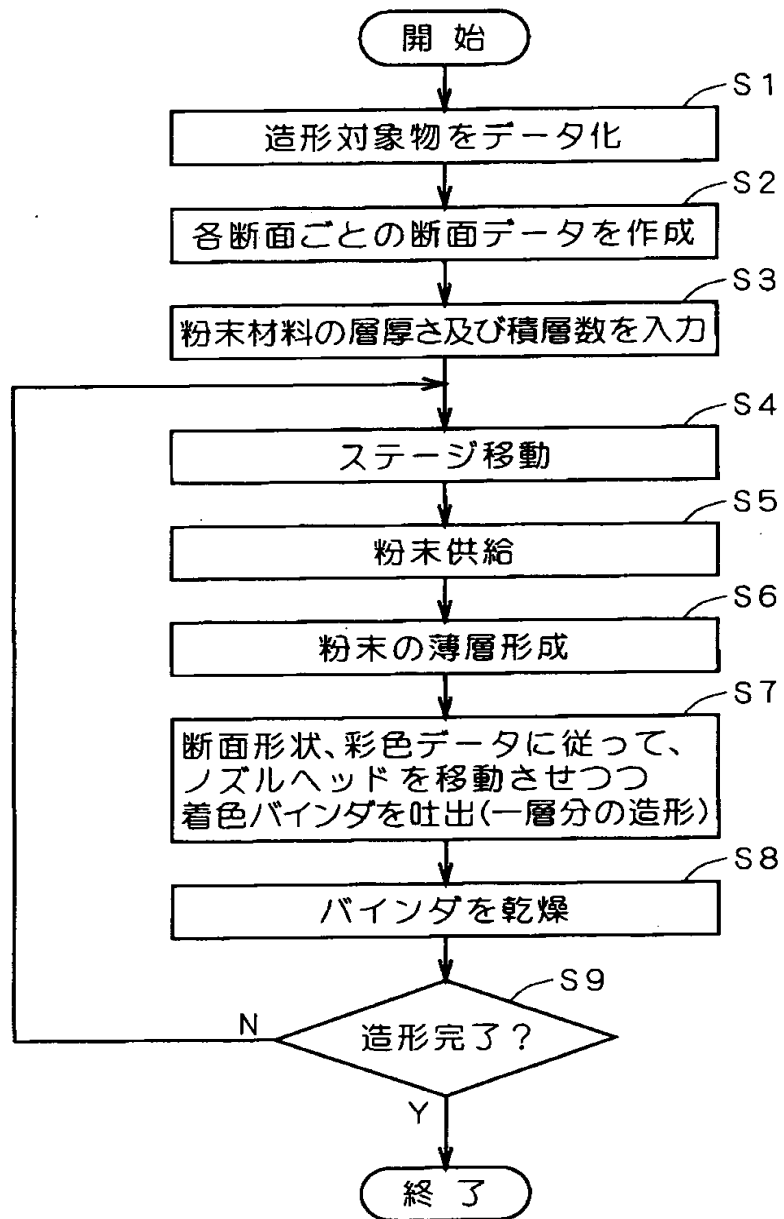 開始
S1
造形対象物をデータ化
S2
各断面ごとの断面データを作成
S3
粉末材料の層厚さ及び積層数を入力
S4
ステージ移動
S5
粉末供給
S6
粉末の薄層形成
S7
断面形状、彩色データに従って、
ノズルヘッドを移動させつつ
着色バインダを吐出(一層分の造形)
S8
バインダを乾燥
S9
造形完了?
N
Y
終了